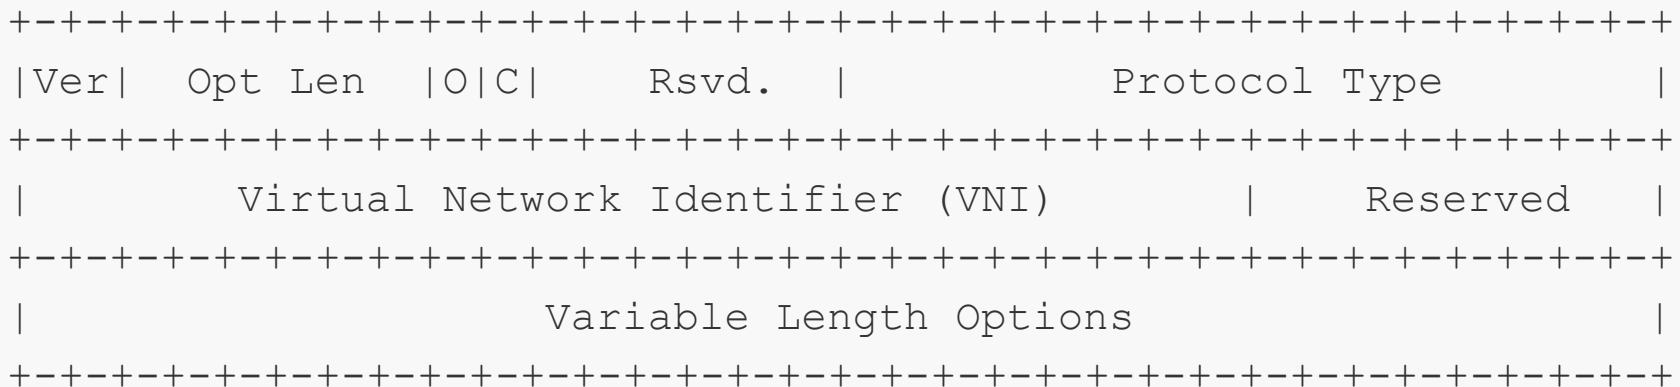 +-+-+-+-+-+-+-+-+-+-+-+-+-+-+-+-+-+-+-+-+-+-+-+-+-+-+-+-+-+-+-+-+
|Ver|  Opt Len  |O|C|    Rsvd.  |          Protocol Type        |
+-+-+-+-+-+-+-+-+-+-+-+-+-+-+-+-+-+-+-+-+-+-+-+-+-+-+-+-+-+-+-+-+
|        Virtual Network Identifier (VNI)       |    Reserved   |
+-+-+-+-+-+-+-+-+-+-+-+-+-+-+-+-+-+-+-+-+-+-+-+-+-+-+-+-+-+-+-+-+
|                    Variable Length Options                    |
+-+-+-+-+-+-+-+-+-+-+-+-+-+-+-+-+-+-+-+-+-+-+-+-+-+-+-+-+-+-+-+-+